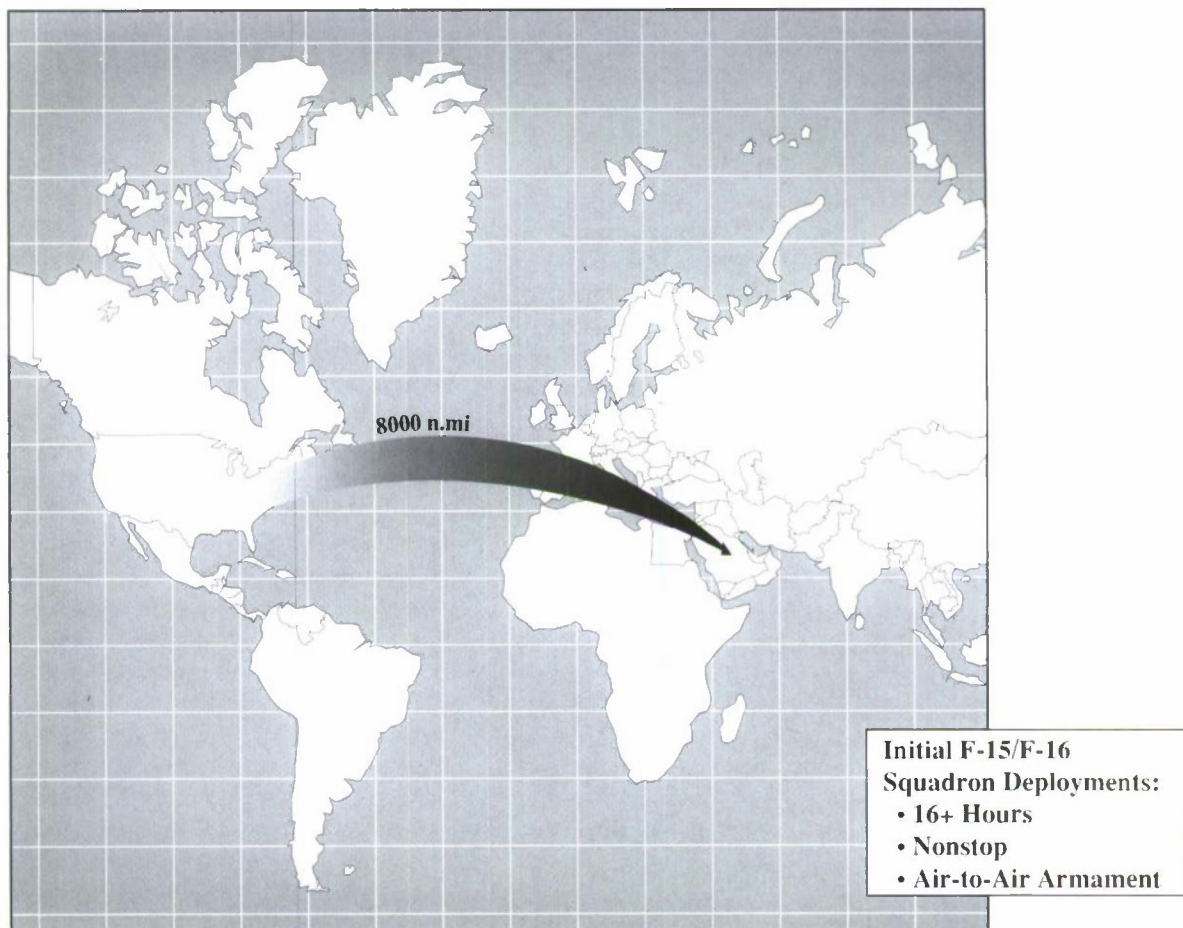 8000 n.mi
Initial F-15/F-16
Squadron Deployments:
• 16+ Hours
• Nonstop
• Air-to-Air Armament